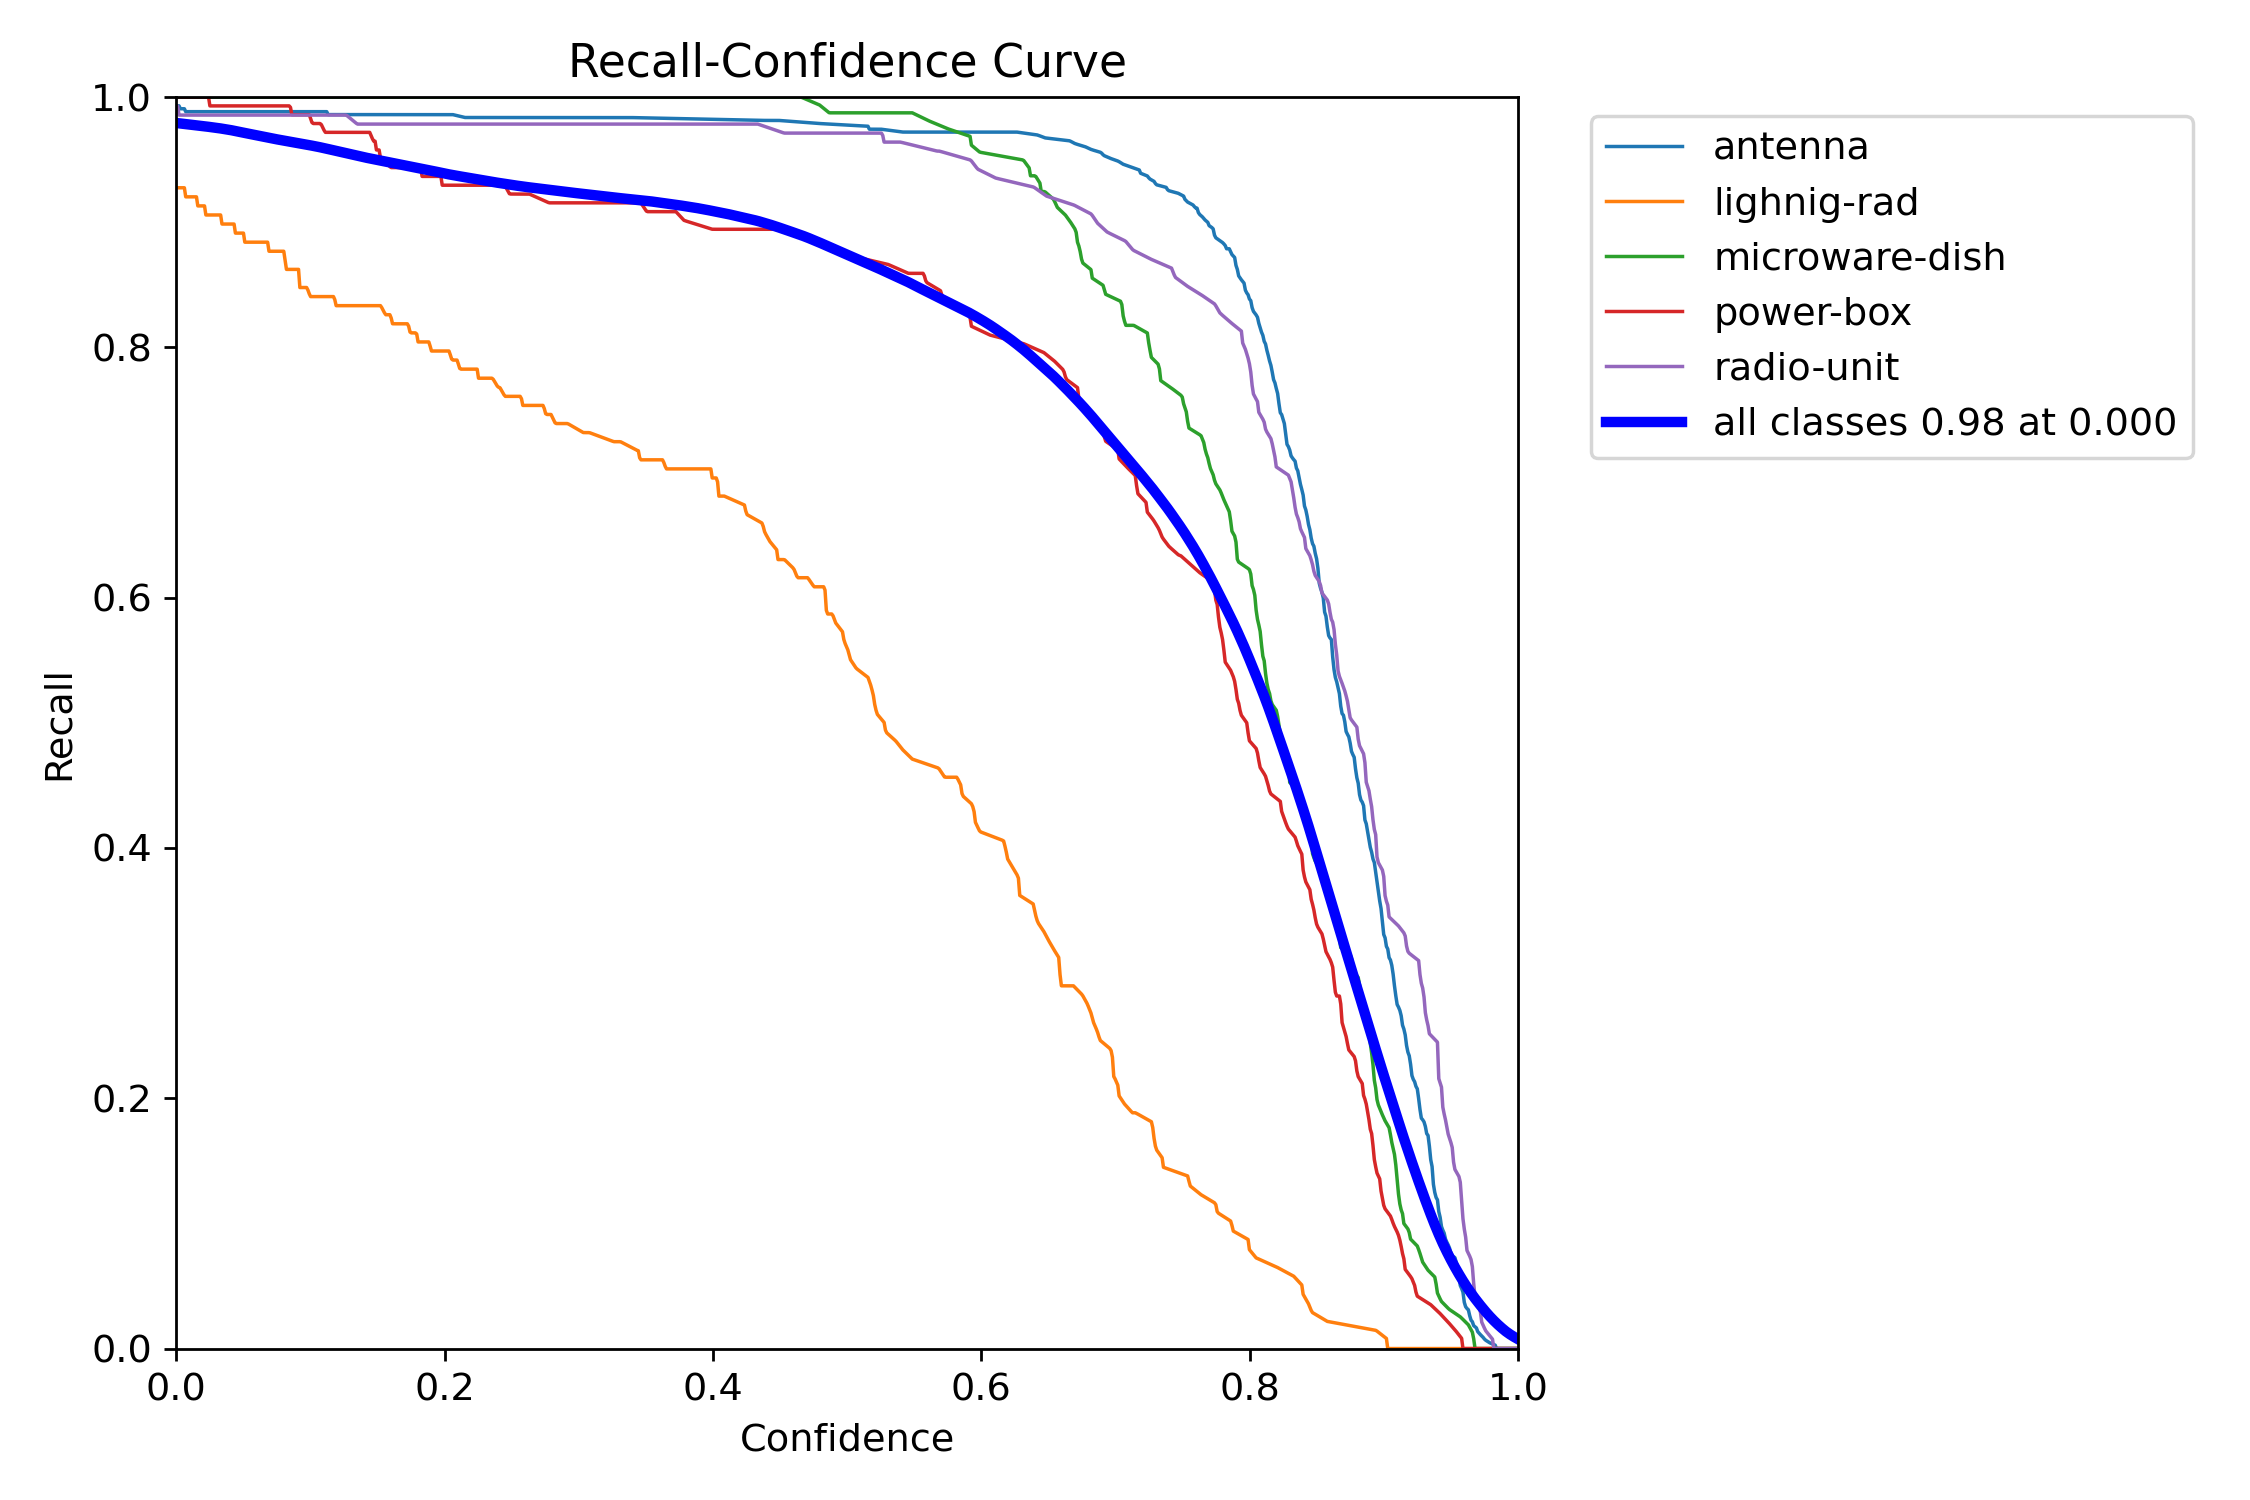 Recall-Confidence Curve
1.0
0.8
0.6
0.4
0.2
0.0
Recall
0.0 0.2 0.4 0.6 0.8 1.0
Confidence
antenna
lighnig-rad
microware-dish
power-box
radio-unit
all classes 0.98 at 0.000